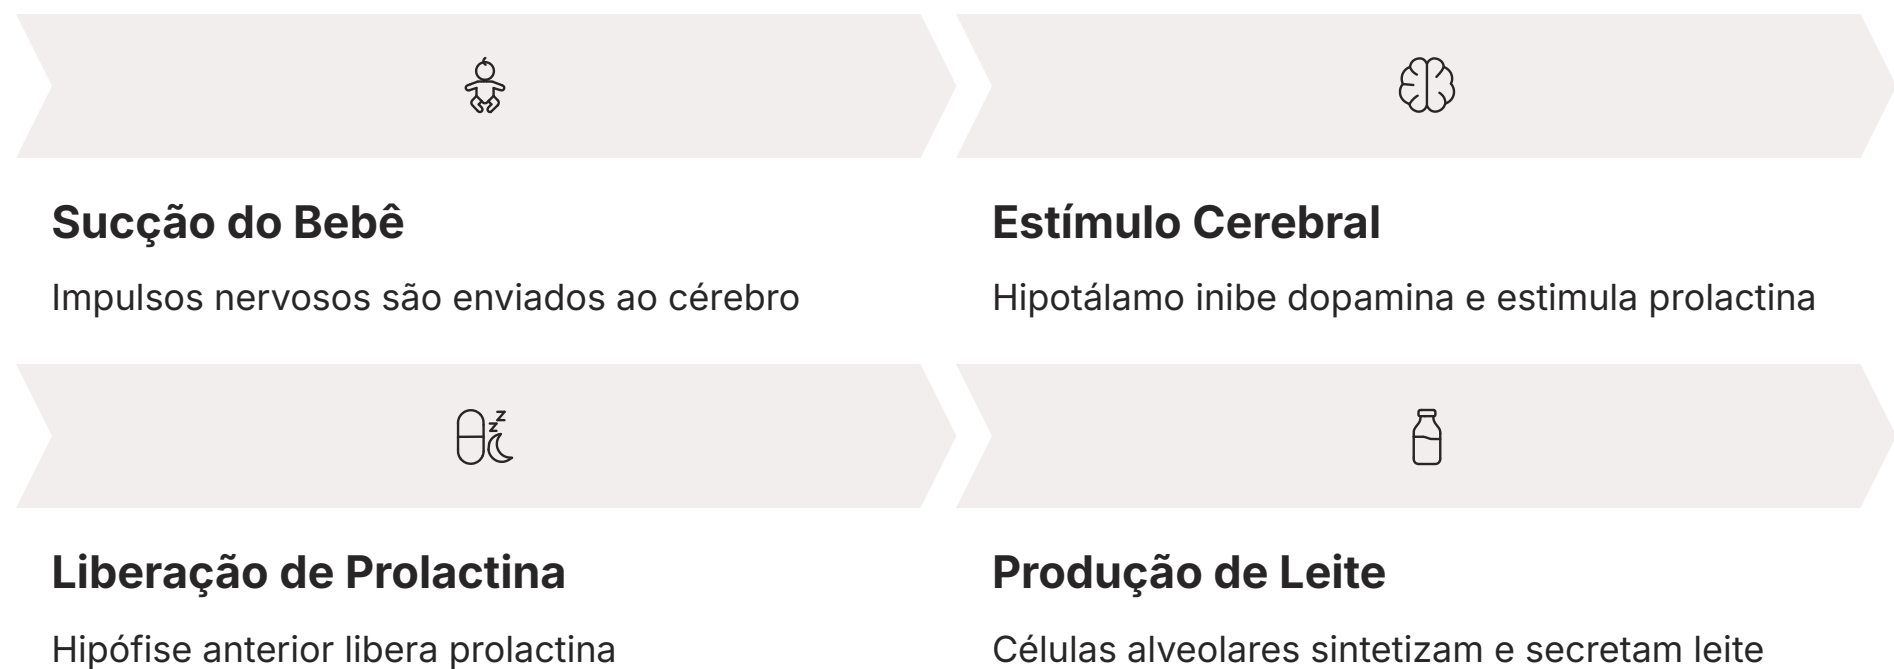 Sucção do Bebê
Impulsos nervosos são enviados ao cérebro
Estímulo Cerebral
Hipotálamo inibe dopamina e estimula prolactina
Liberação de Prolactina
Hipófise anterior libera prolactina
Produção de Leite
Células alveolares sintetizam e secretam leite